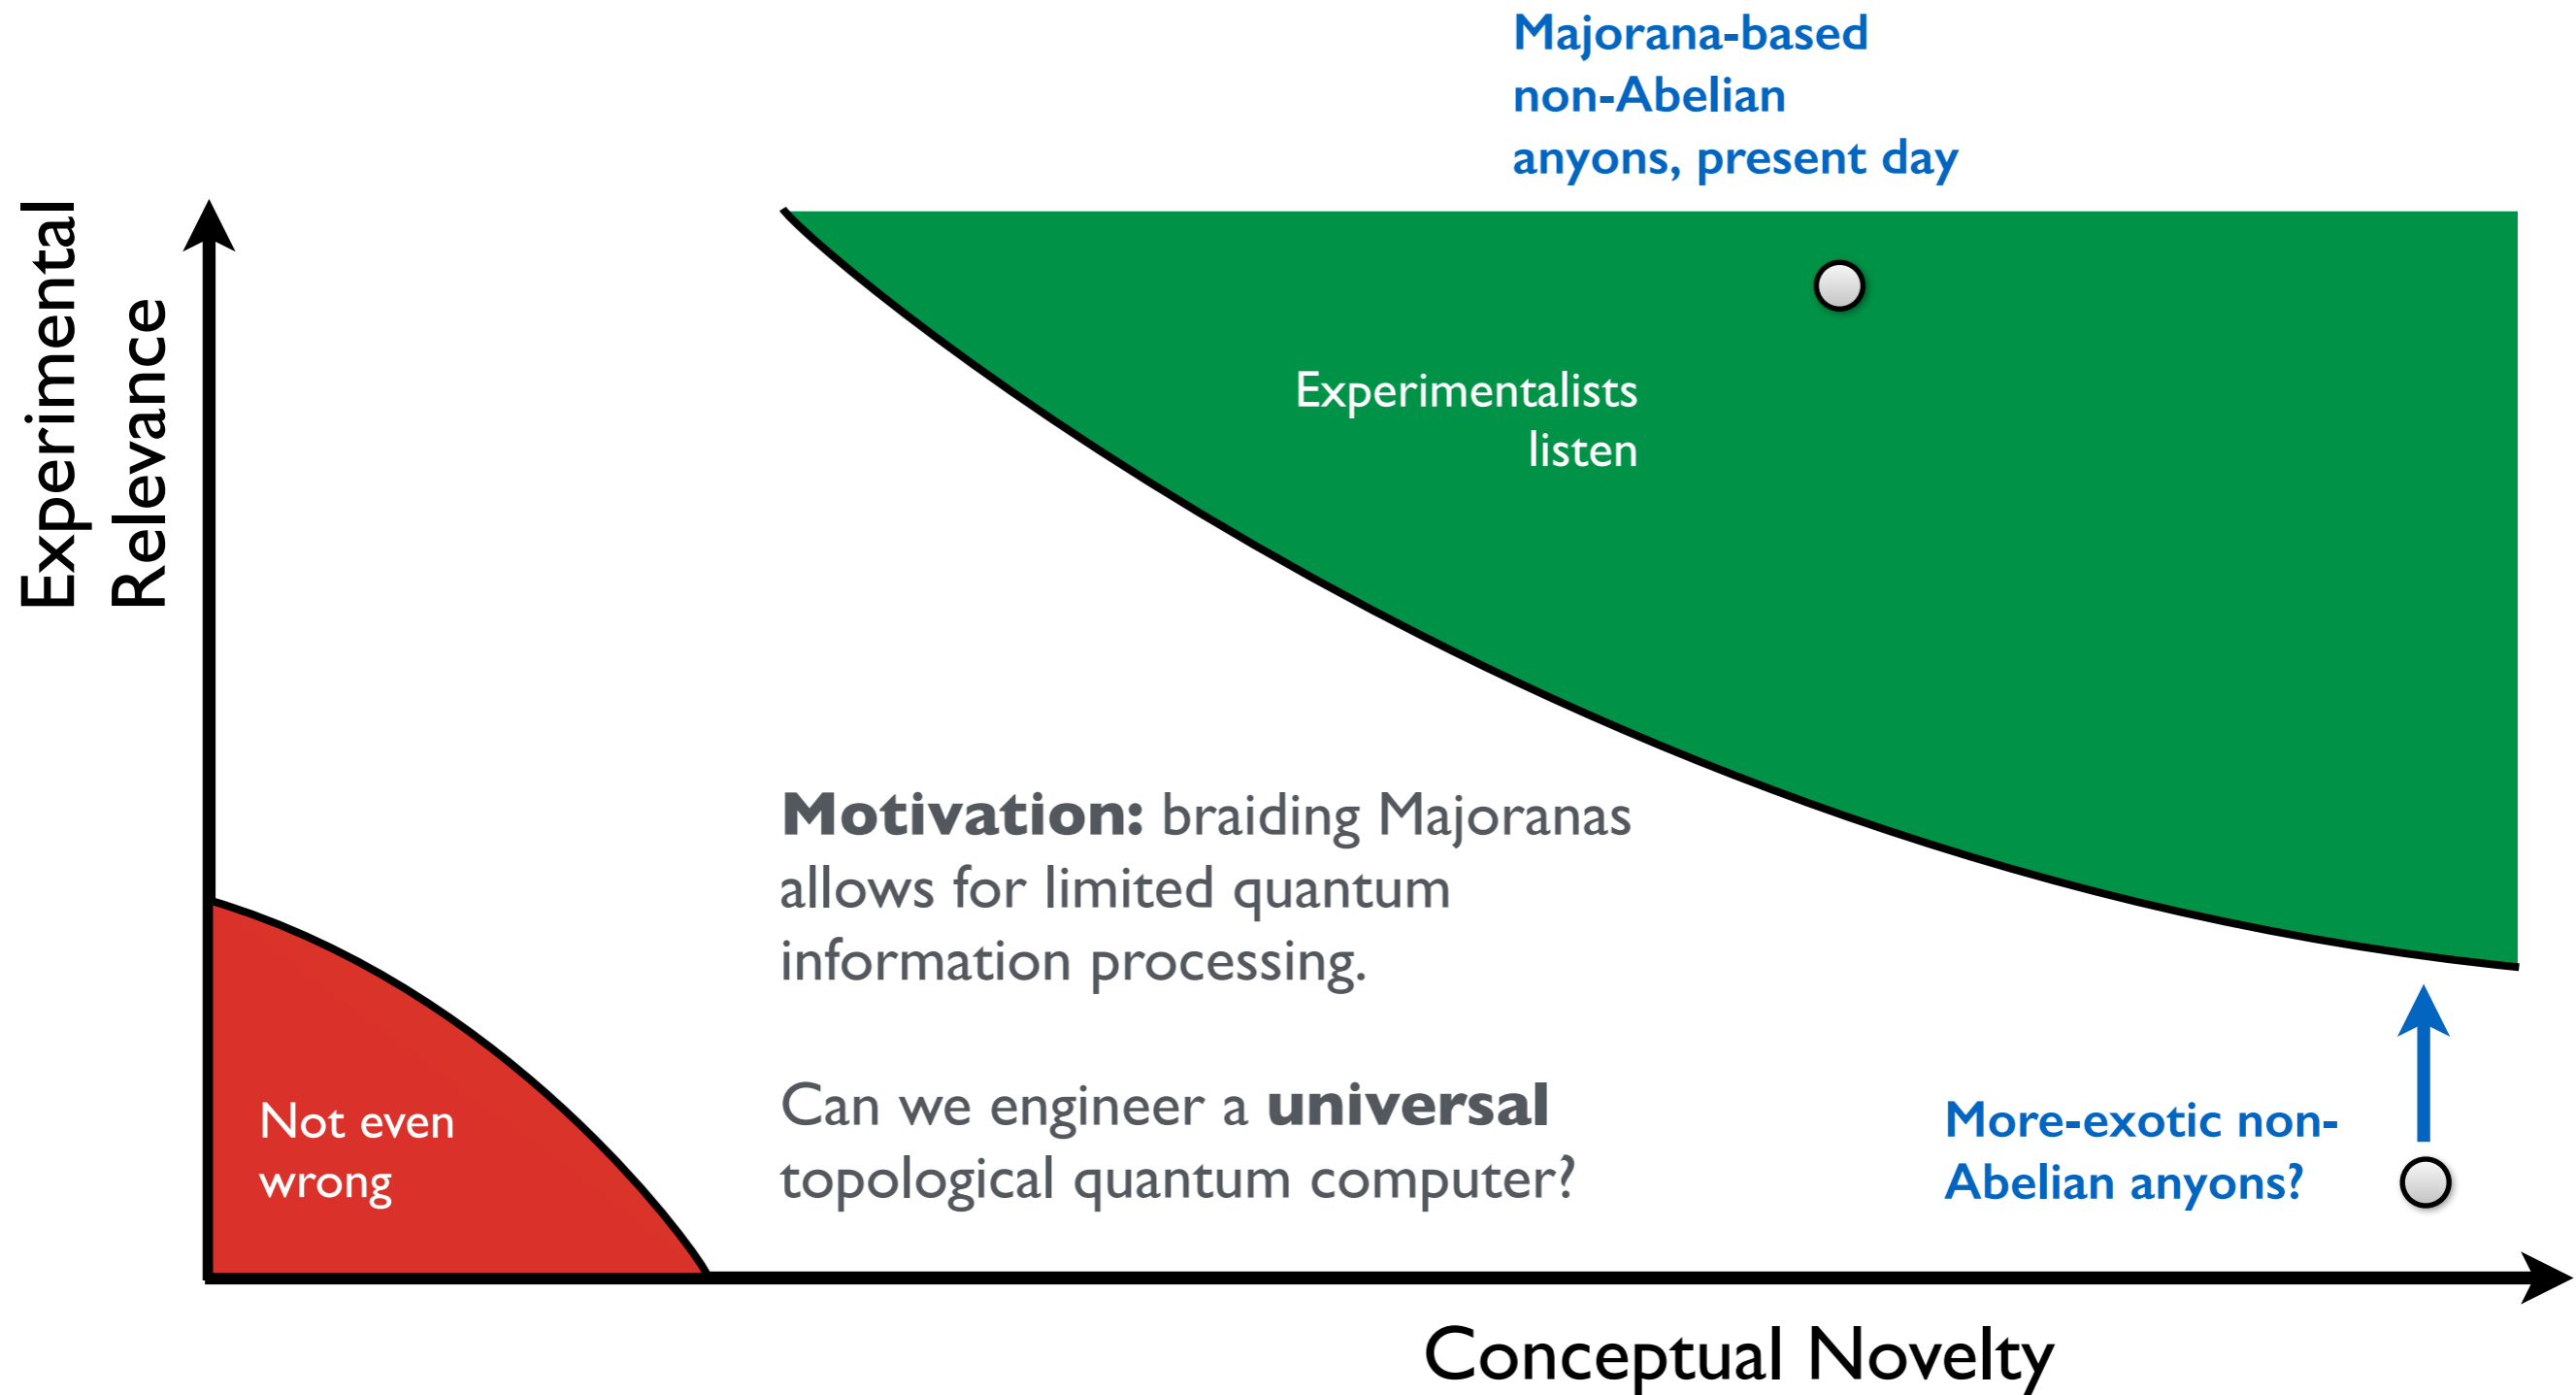 Majorana-based
non-Abelian
anyons, present day
Experimental
Relevance
Experimentalists
listen
Motivation: braiding Majoranas
allows for limited quantum
information processing.
Can we engineer a universal
topological quantum computer?
Not even
wrong
More-exotic non-
Abelian anyons?
Conceptual Novelty